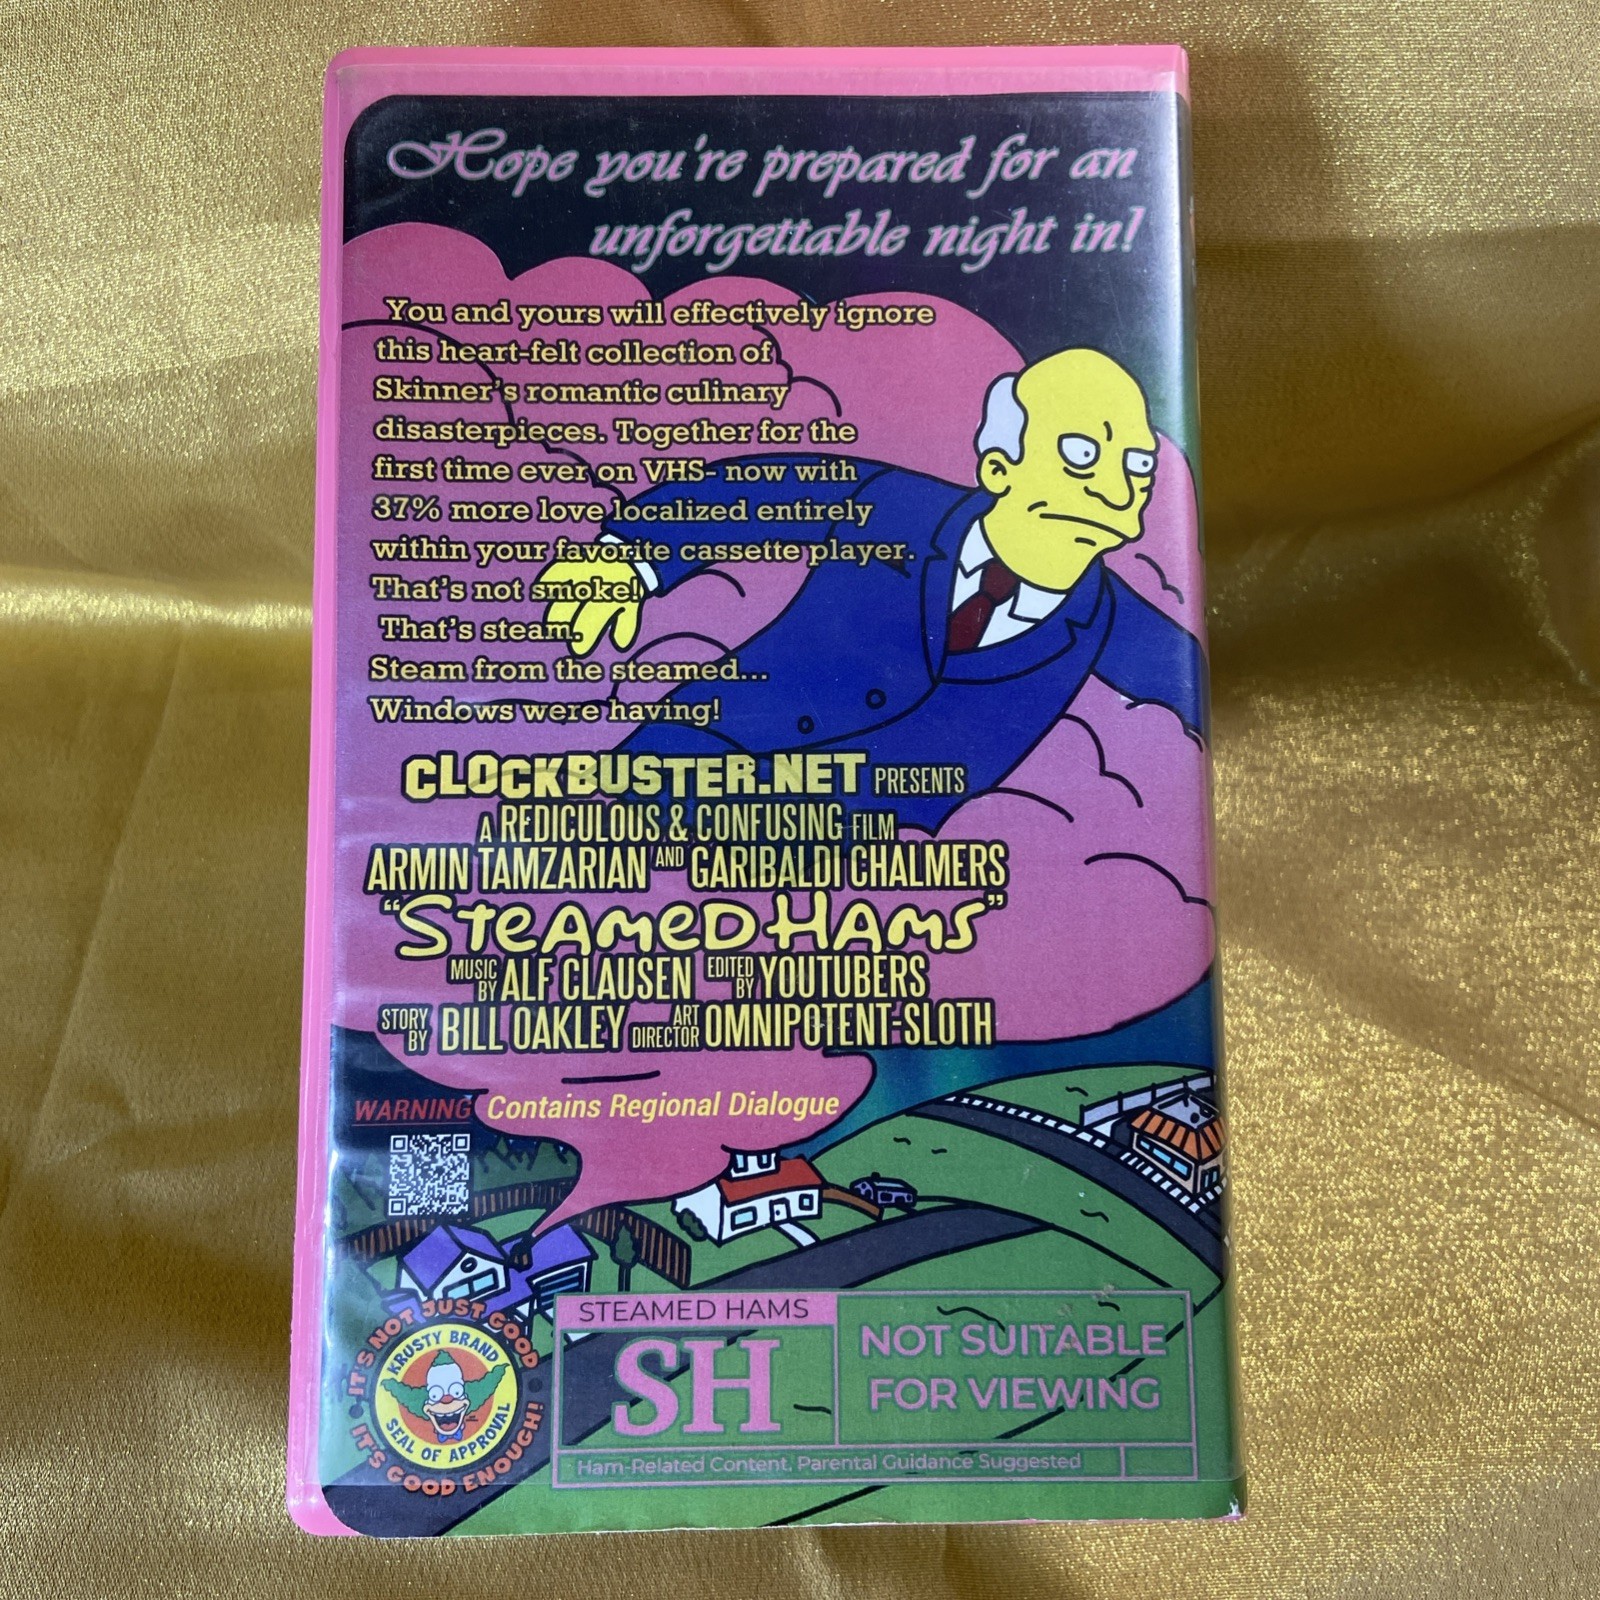 Hope you're prepared for an
unforgettable night in!
You and yours will effectively ignore
this heart-felt collection of
Skinner's romantic culinary
disasterpieces. Together for the
first time ever on VHS- now with
37% more love localized entirely
within your favorite cassette player.
That's not smoke!
That's steam.
Steam from the steamed...
Windows were having!
CLOCKBUSTER.NET PRESENTS
A REDICULOUS & CONFUSING FILM
ARMIN TAMZARIAN AND GARIBALDI CHALMERS
"STEAMED HAMS"
MUSIC BY ALF CLAUSEN EDITED BY YOUTUBERS
STORY BY BILL OAKLEY ART DIRECTOR OMNIPOTENT-SLOTH
WARNING Contains Regional Dialogue
IT'S NOT JUST GOOD
IT'S GOOD ENOUGH!
KRUSTY BRAND
SEAL OF APPROVAL
STEAMED HAMS
SH
NOT SUITABLE
FOR VIEWING
Ham-Related Content. Parental Guidance Suggested